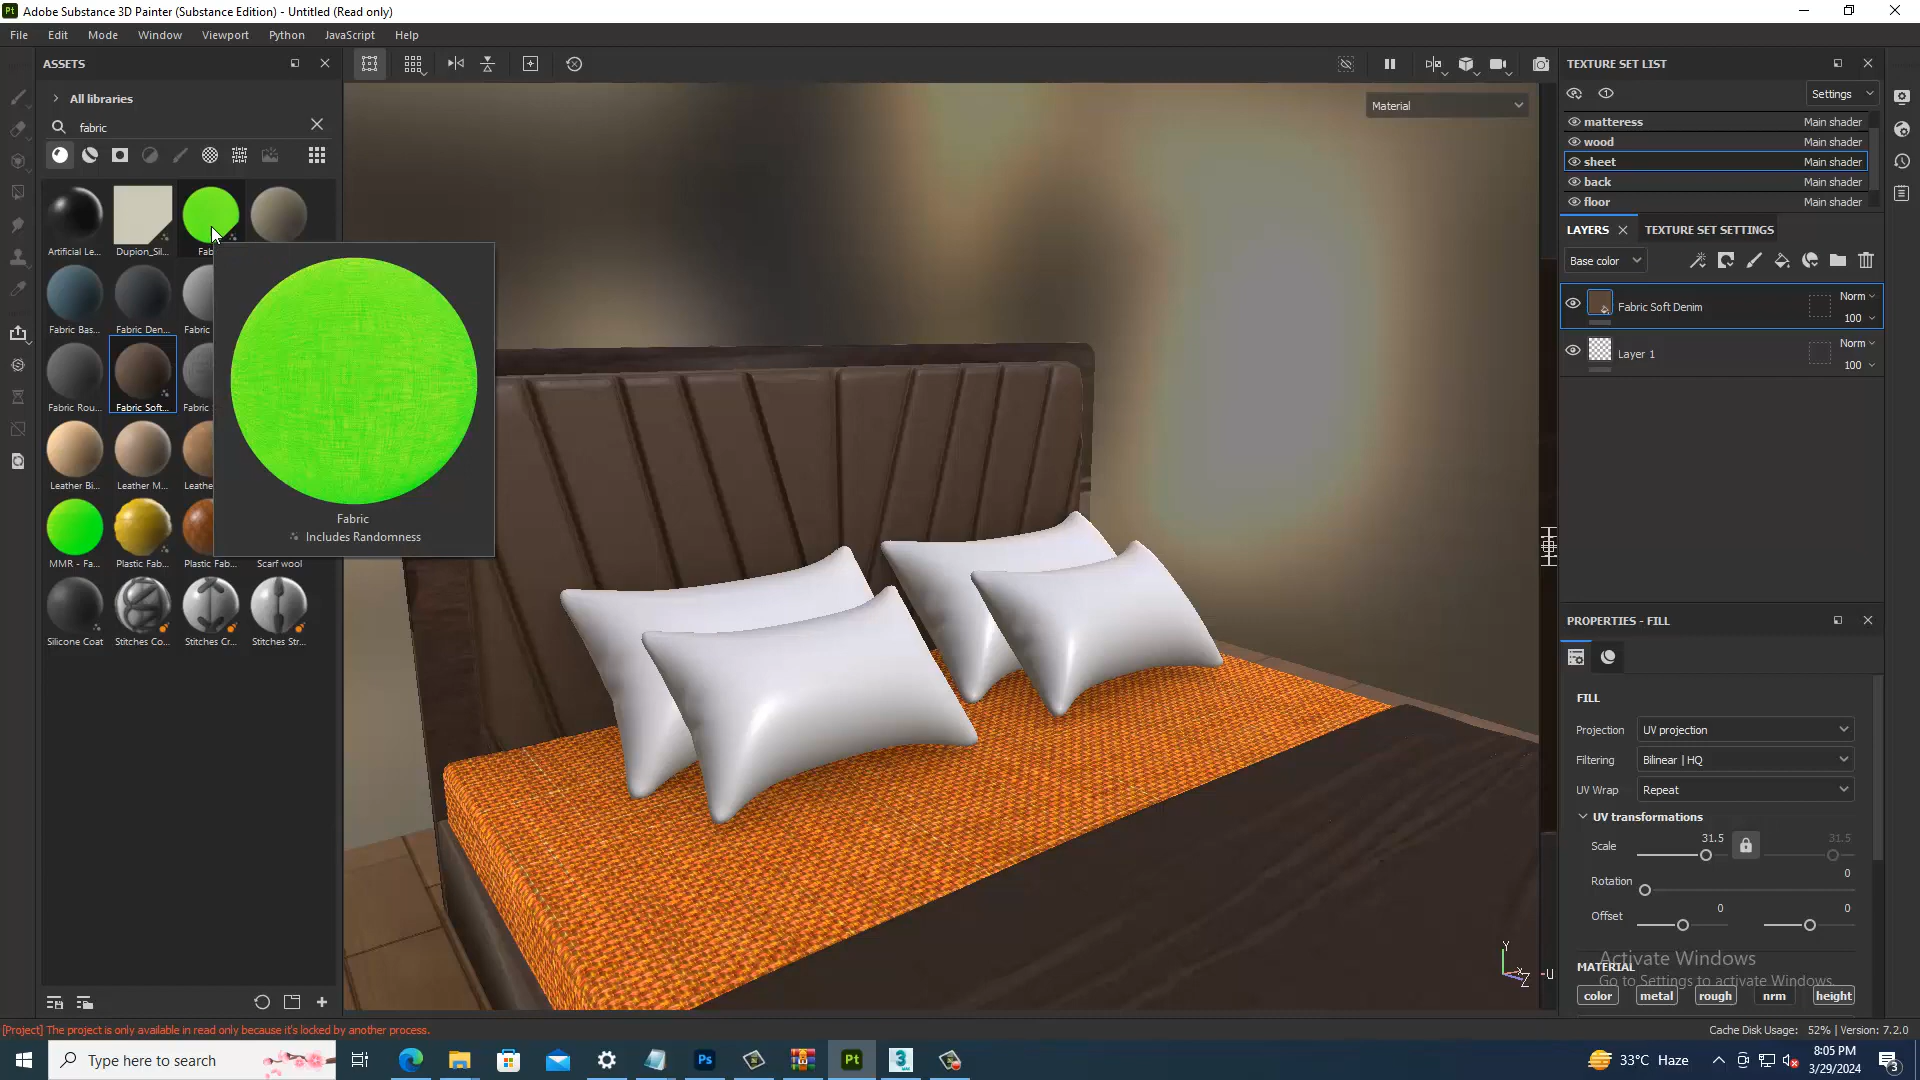 Adobe Substance 3D Painter (Substance Edition) - Untitled (Read only)
File Edit Mode Window Viewport Python JavaScript Help
ASSETS
All libraries
fabric
Artificial Le...
Dupion_Sil...
Fab
Fabric Bas...
Fabric Den...
Fabric
Fabric Rou...
Fabric Soft...
Fabric
Leather Bi...
Leather M...
Leathe
MMR - Fa...
Plastic Fab...
Plastic Fab...
Scarf wool
Silicone Coat
Stitches Co...
Stitches Cr...
Stitches Str...
Fabric
Includes Randomness
Material
Y
Z
-U
TEXTURE SET LIST
Settings
matteress Main shader
wood Main shader
sheet Main shader
back Main shader
floor Main shader
LAYERS
TEXTURE SET SETTINGS
Base color
Fabric Soft Denim
Norm
100
Layer 1
Norm
100
PROPERTIES - FILL
FILL
Projection UV projection
Filtering Bilinear | HQ
UV Wrap Repeat
UV transformations
Scale 31.5 31.5
Rotation 0
Offset 0 0
MATERIAL
color metal rough nrm height
Activate Windows
Go to Settings to activate Windows.
[Project] The project is only available in read only because it's locked by another process.
Cache Disk Usage: 52% | Version: 7.2.0
Type here to search
Ps
Pt
3
33°C Haze
8:05 PM
3/29/2024
3